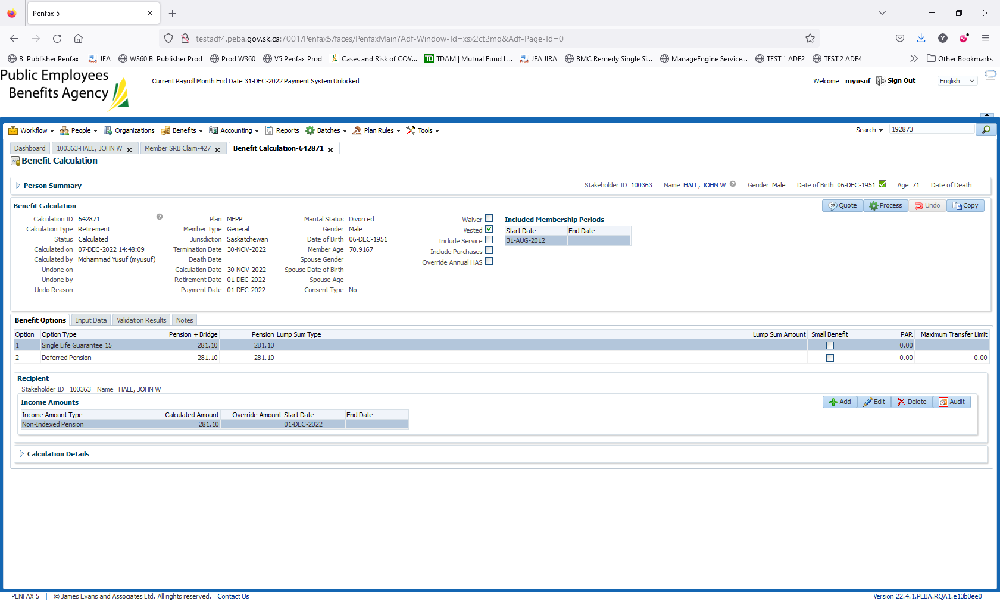 Penfax 5
testadf4.peba.gov.sk.ca:7001/Penfax5/faces/PenfaxMain?Adf-Window-Id=xsx2ct2mq&Adf-Page-Id=0
BI Publisher Penfax JEA W360 BI Publisher Prod Prod W360 V5 Penfax Prod Cases and Risk of COV... TD TDAM | Mutual Fund L... JEA JIRA BMC Remedy Single Si... ManageEngine Service... TEST 1 ADF2 TEST 2 ADF4 Other Bookmarks
Public Employees
Benefits Agency
Current Payroll Month End Date 31-DEC-2022 Payment System Unlocked
Welcome myusuf Sign Out English
Workflow People Organizations Benefits Accounting Reports Batches Plan Rules Tools Search 192873
Dashboard 100363-HALL, JOHN W Member SRB Claim-427 Benefit Calculation-642871
Benefit Calculation
Person Summary Stakeholder ID 100363 Name HALL, JOHN W Gender Male Date of Birth 06-DEC-1951 Age 71 Date of Death
Benefit Calculation Quote Process Undo Copy
Calculation ID 642871 Plan MEPP Marital Status Divorced Waiver Included Membership Periods
Calculation Type Retirement Member Type General Gender Male Vested Start Date End Date
Status Calculated Jurisdiction Saskatchewan Date of Birth 06-DEC-1951 Include Service 31-AUG-2012
Calculated on 07-DEC-2022 14:48:09 Termination Date 30-NOV-2022 Member Age 70.9167 Include Purchases
Calculated by Mohammad Yusuf (myusuf) Death Date Spouse Gender Override Annual HAS
Undone on Calculation Date 30-NOV-2022 Spouse Date of Birth
Undone by Retirement Date 01-DEC-2022 Spouse Age
Undo Reason Payment Date 01-DEC-2022 Consent Type No
Benefit Options Input Data Validation Results Notes
Option Option Type Pension + Bridge Pension Lump Sum Type Lump Sum Amount Small Benefit PAR Maximum Transfer Limit
1 Single Life Guarantee 15 281.10 281.10 0.00
2 Deferred Pension 281.10 281.10 0.00 0.00
Recipient
Stakeholder ID 100363 Name HALL, JOHN W
Income Amounts Add Edit Delete Audit
Income Amount Type Calculated Amount Override Amount Start Date End Date
Non-Indexed Pension 281.10 01-DEC-2022
Calculation Details
PENFAX 5 | © James Evans and Associates Ltd. All rights reserved. Contact Us Version 22.4.1.PEBA.RQA1.e13b0ee0